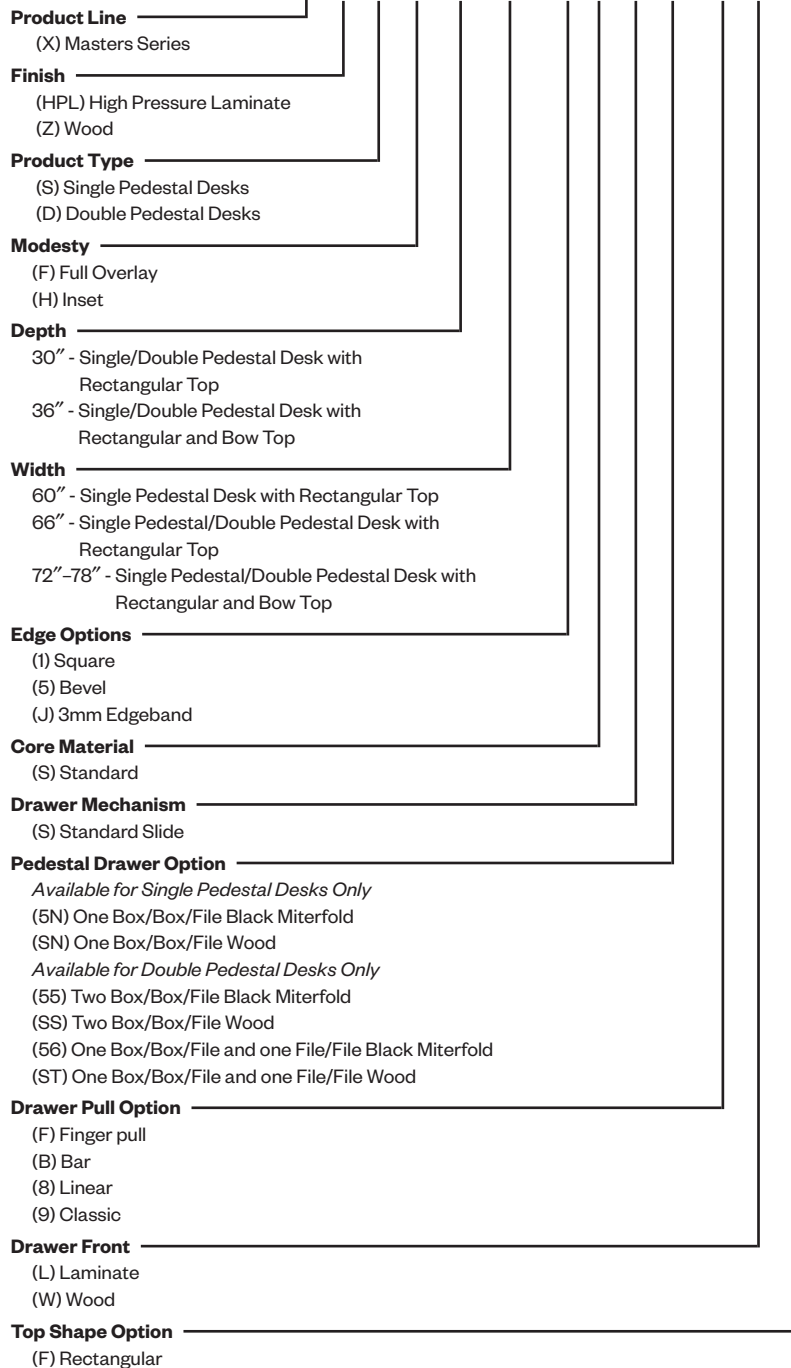 Product Line
(X) Masters Series
Finish
(HPL) High Pressure Laminate
(Z) Wood
Product Type
(S) Single Pedestal Desks
(D) Double Pedestal Desks
Modesty
(F) Full Overlay
(H) Inset
Depth
30″ - Single/Double Pedestal Desk with
Rectangular Top
36″ - Single/Double Pedestal Desk with
Rectangular and Bow Top
Width
60″ - Single Pedestal Desk with Rectangular Top
66″ - Single Pedestal/Double Pedestal Desk with
Rectangular Top
72″–78″ - Single Pedestal/Double Pedestal Desk with
Rectangular and Bow Top
Edge Options
(1) Square
(5) Bevel
(J) 3mm Edgeband
Core Material
(S) Standard
Drawer Mechanism
(S) Standard Slide
Pedestal Drawer Option
Available for Single Pedestal Desks Only
(5N) One Box/Box/File Black Miterfold
(SN) One Box/Box/File Wood
Available for Double Pedestal Desks Only
(55) Two Box/Box/File Black Miterfold
(SS) Two Box/Box/File Wood
(56) One Box/Box/File and one File/File Black Miterfold
(ST) One Box/Box/File and one File/File Wood
Drawer Pull Option
(F) Finger pull
(B) Bar
(8) Linear
(9) Classic
Drawer Front
(L) Laminate
(W) Wood
Top Shape Option
(F) Rectangular